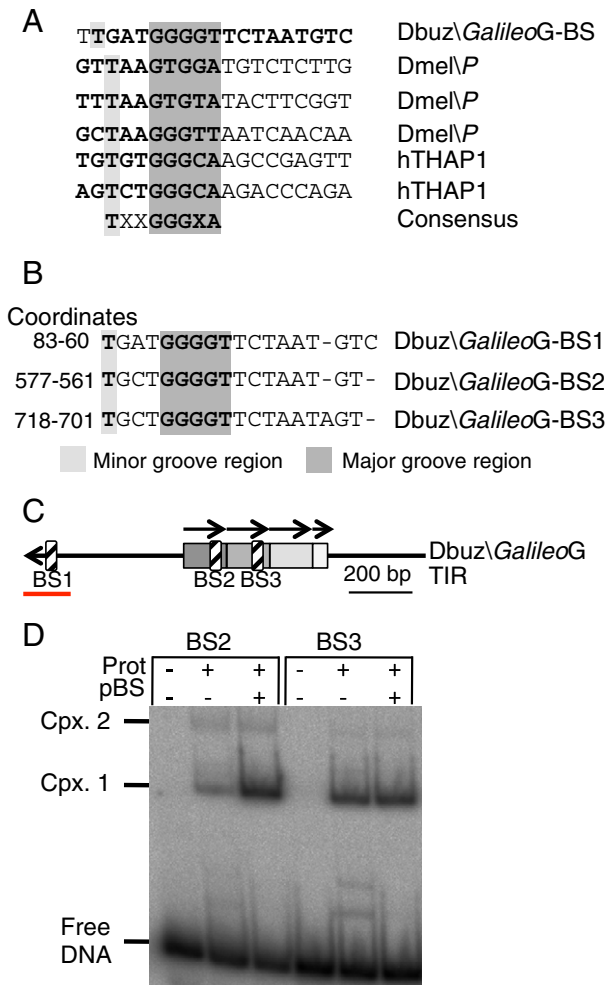 A
TTGATGGGGTTCTAATGTC Dbuz\GalileoG-BS
GTTAAGTGGATGTCTCTTG Dmel\P
TTTAAGTGTATACTTCGGT Dmel\P
GCTAAGGGTTAATCAACAA Dmel\P
TGTGTGGGCAAGCCGAGTT hTHAP1
AGTCTGGGCAAGACCCAGA hTHAP1
TXXGGGXA Consensus
B
Coordinates
83-60 TGATGGGGTTCTAAT-GTC Dbuz\GalileoG-BS1
577-561 TGCTGGGGTTCTAAT-GT- Dbuz\GalileoG-BS2
718-701 TGCTGGGGTTCTAATAGT- Dbuz\GalileoG-BS3
Minor groove region Major groove region
C
BS1 BS2 BS3 200 bp Dbuz\GalileoG
TIR
D
BS2 BS3
Prot - + + - + +
pBS - - + - - +
Cpx. 2
Cpx. 1
Free
DNA